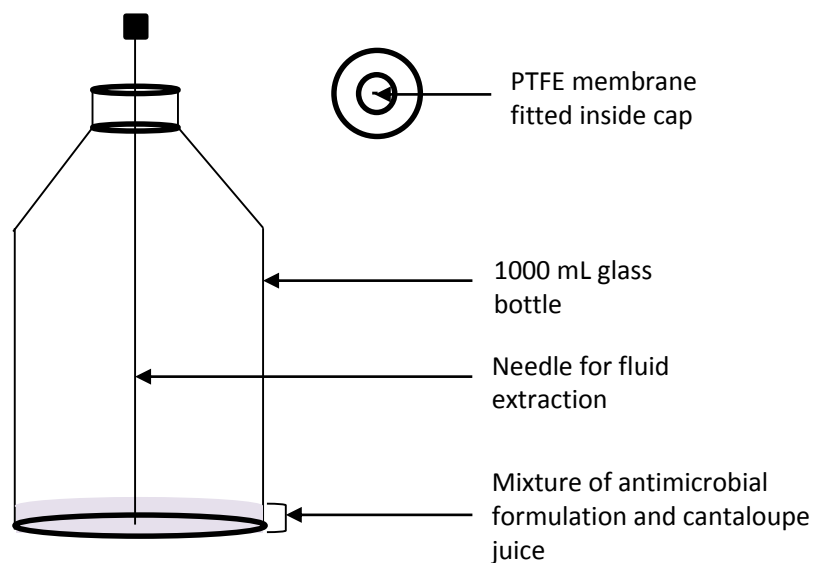 PTFE membrane
fitted inside cap
1000 mL glass
bottle
Needle for fluid
extraction
Mixture of antimicrobial
formulation and cantaloupe
juice